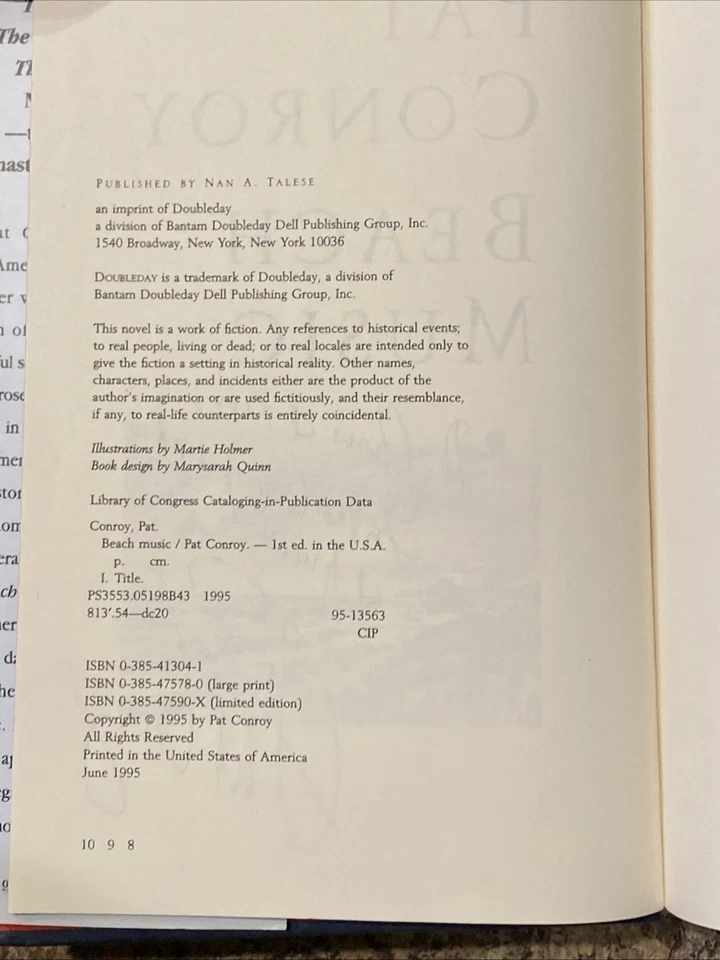 PUBLISHED BY NAN A. TALESE
an imprint of Doubleday
a division of Bantam Doubleday Dell Publishing Group, Inc.
1540 Broadway, New York, New York 10036
DOUBLEDAY is a trademark of Doubleday, a division of
Bantam Doubleday Dell Publishing Group, Inc.
This novel is a work of fiction. Any references to historical events;
to real people, living or dead; or to real locales are intended only to
give the fiction a setting in historical reality. Other names,
characters, places, and incidents either are the product of the
author's imagination or are used fictitiously, and their resemblance,
if any, to real-life counterparts is entirely coincidental.
Illustrations by Martie Holmer
Book design by Marysarah Quinn
Library of Congress Cataloging-in-Publication Data
Conroy, Pat.
Beach music / Pat Conroy. — 1st ed. in the U.S.A.
p. cm.
I. Title.
PS3553.05198B43 1995
813'.54—dc20 95-13563
CIP
ISBN 0-385-41304-1
ISBN 0-385-47578-0 (large print)
ISBN 0-385-47590-X (limited edition)
Copyright © 1995 by Pat Conroy
All Rights Reserved
Printed in the United States of America
June 1995
10 9 8
PAT
CONROY
BEACH
MUSIC
The
in